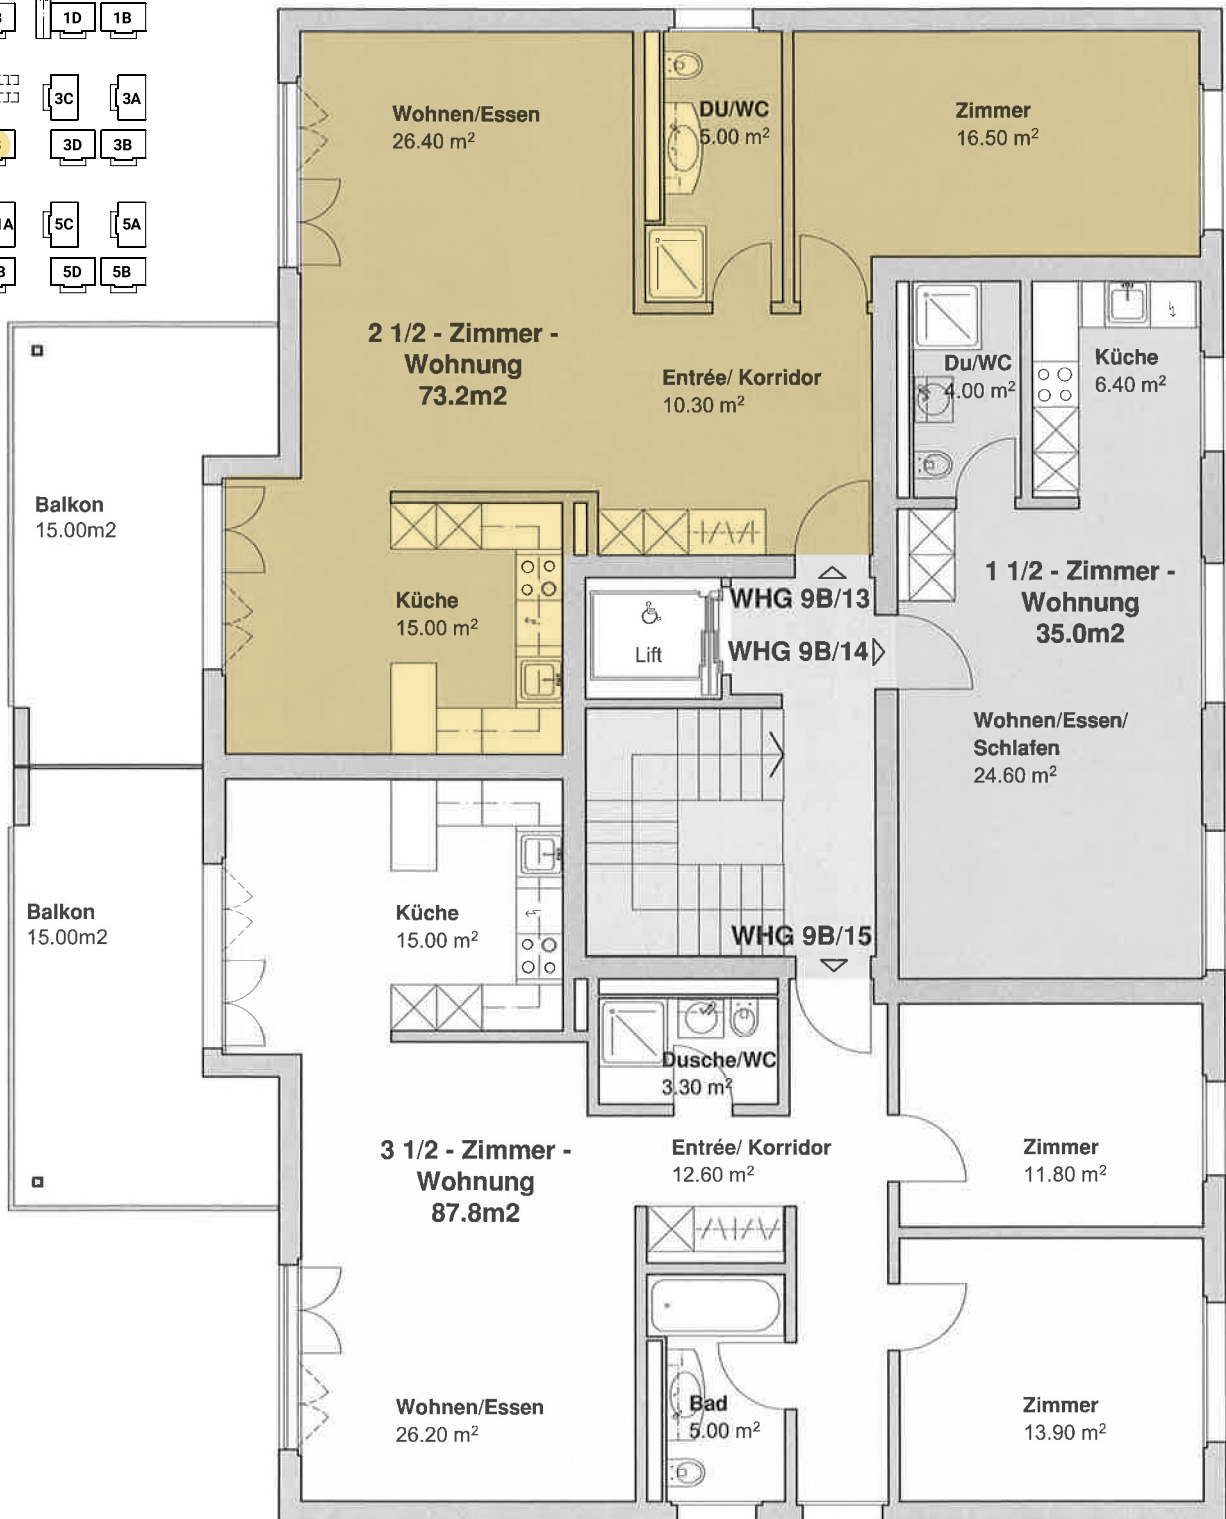 1D
1B
3C
3A
3D
3B
5C
5A
5D
5B
Wohnen/Essen
26.40 m²
DU/WC
5.00 m²
Zimmer
16.50 m²
2 1/2 - Zimmer -
Wohnung
73.2m2
Entrée/ Korridor
10.30 m²
Du/WC
4.00 m²
Küche
6.40 m²
Balkon
15.00m2
Küche
15.00 m²
Lift
WHG 9B/13
WHG 9B/14
1 1/2 - Zimmer -
Wohnung
35.0m2
Wohnen/Essen/
Schlafen
24.60 m²
Balkon
15.00m2
Küche
15.00 m²
WHG 9B/15
Dusche/WC
3.30 m²
3 1/2 - Zimmer -
Wohnung
87.8m2
Entrée/ Korridor
12.60 m²
Zimmer
11.80 m²
Wohnen/Essen
26.20 m²
Bad
5.00 m²
Zimmer
13.90 m²